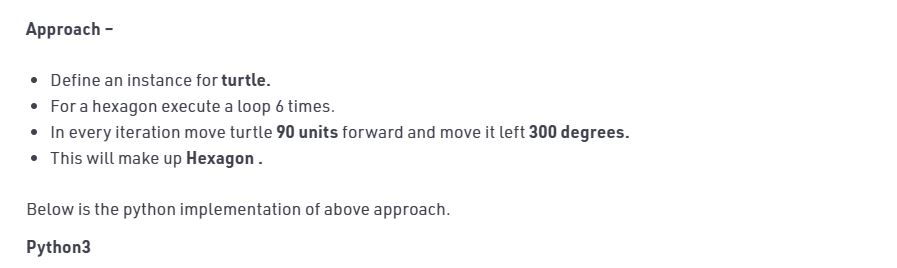 Approach –
Define an instance for turtle.
For a hexagon execute a loop 6 times.
In every iteration move turtle 90 units forward and move it left 300 degrees.
This will make up Hexagon .
Below is the python implementation of above approach.
Python3